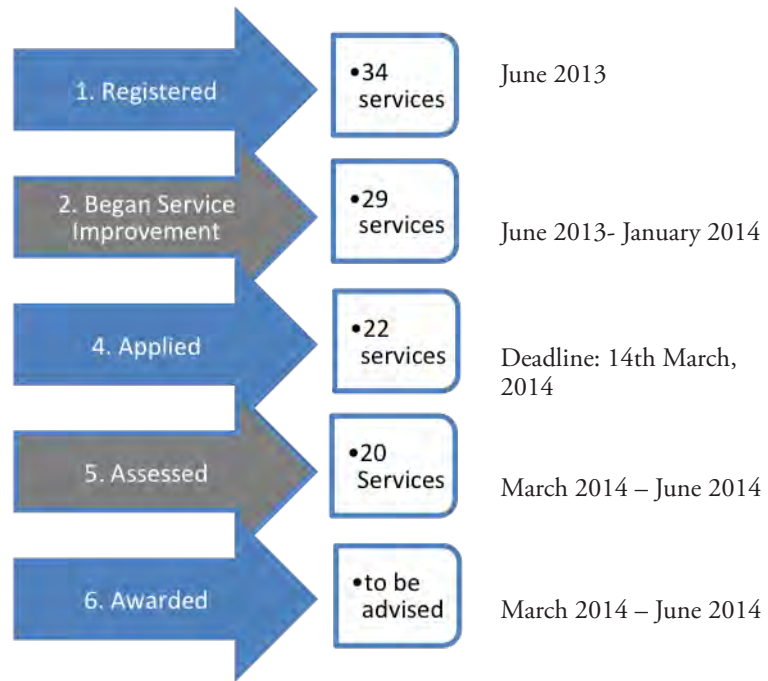 1. Registered
•34
services
June 2013
2. Began Service
Improvement
•29
services
June 2013- January 2014
4. Applied
•22
services
Deadline: 14th March,
2014
5. Assessed
•20
Services
March 2014 – June 2014
6. Awarded
•to be
advised
March 2014 – June 2014